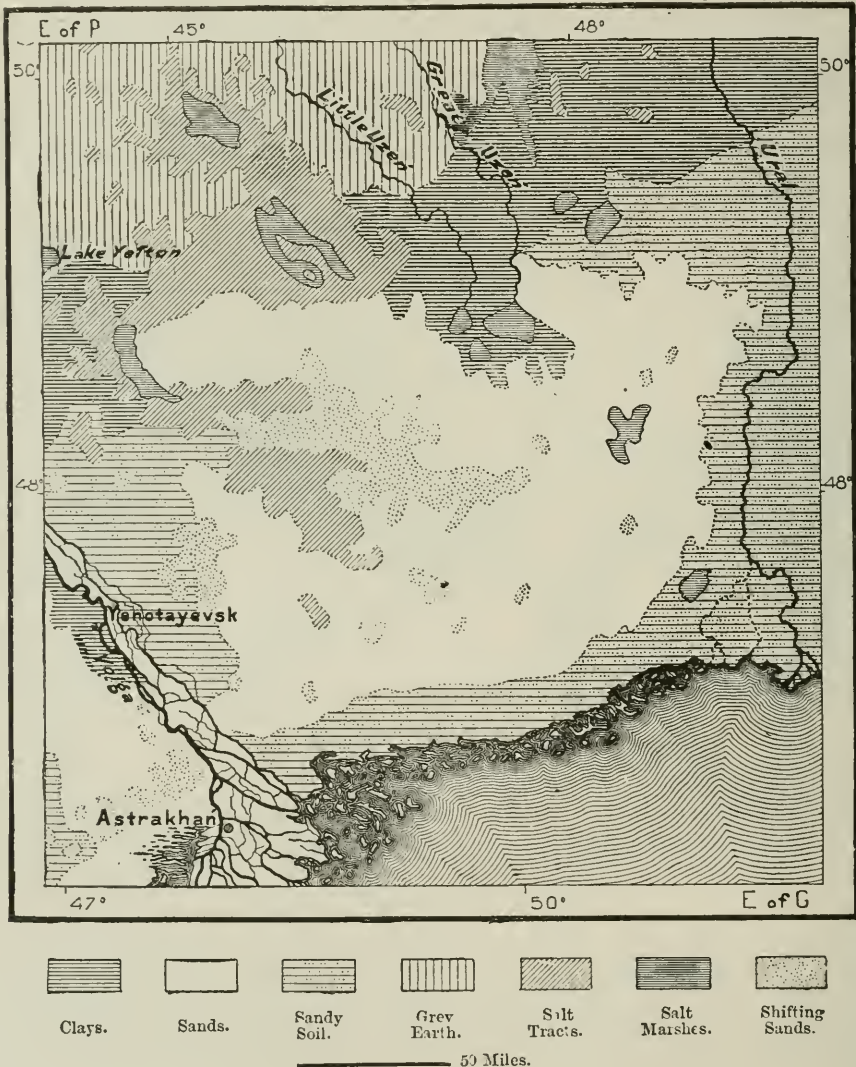 E of P 45° 48°
50° 50°
Little Uzen
Great Uzen
Ural
Lake Yelton
48° 48°
Yenotayevsk
Volga
Astrakhan
47° 50° E of G
Clays. Sands. Sandy Soil. Grey Earth. Salt Tracts. Salt Marshes. Shifting Sands.
50 Miles.